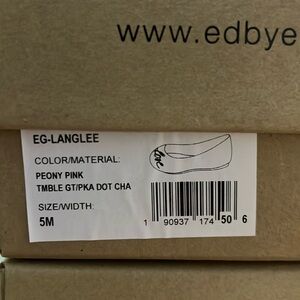 www.edbye
EG-LANGLEE
COLOR/MATERIAL:
PEONY PINK
TMBLE GT/PKA DOT CHA
SIZE/WIDTH:
5M
love
1 90937 174 50 6